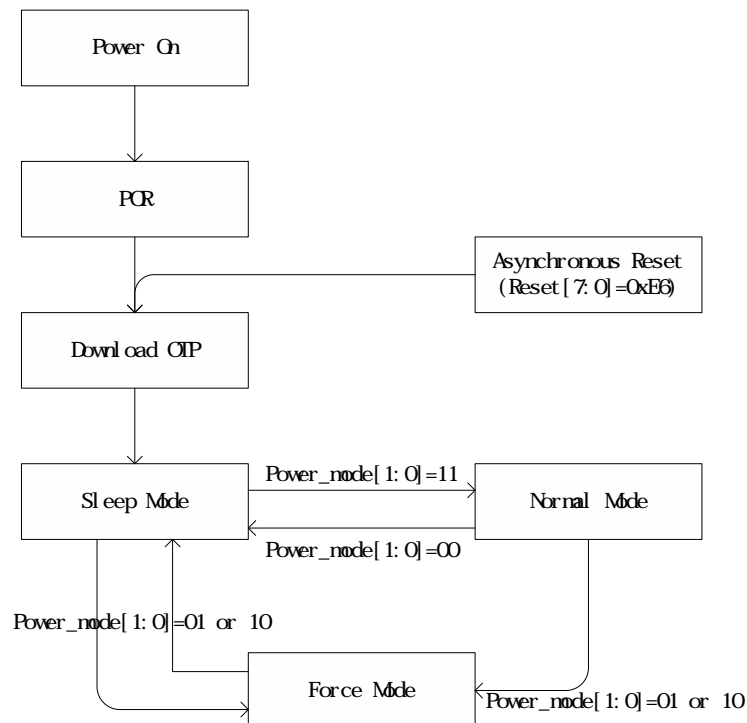 Power On
POR
Asynchronous Reset
(Reset[7:0]=0xE6)
Download OTP
Power_mode[1:0]=11
Sleep Mode
Normal Mode
Power_mode[1:0]=00
Power_mode[1:0]=01 or 10
Force Mode
Power_mode[1:0]=01 or 10